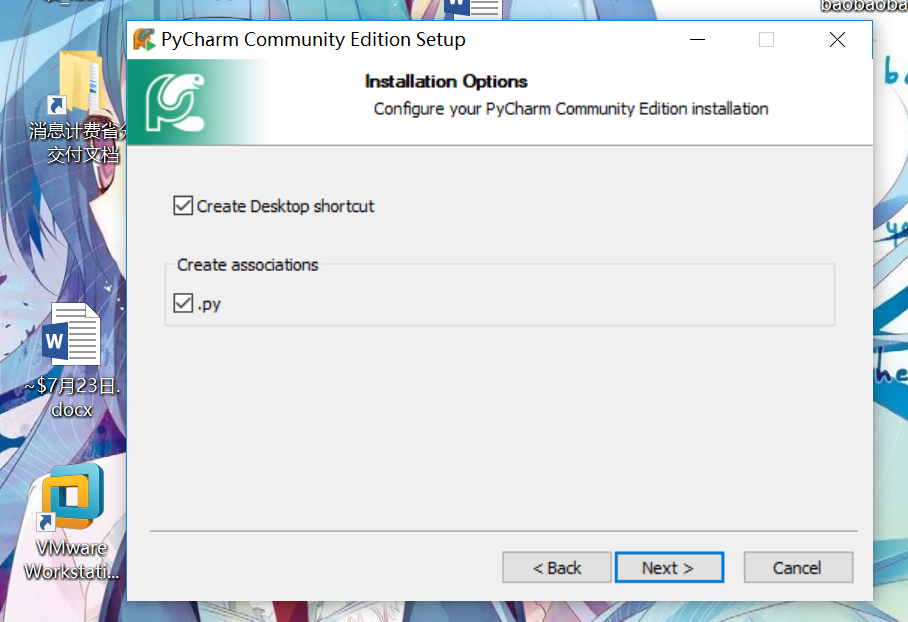 baobaoba
PyCharm Community Edition Setup
Installation Options
Configure your PyCharm Community Edition installation
消息计费省
交付文档
Create Desktop shortcut
Create associations
.py
W
~$7月23日.
docx
VMware
Workstati...
< Back
Next >
Cancel